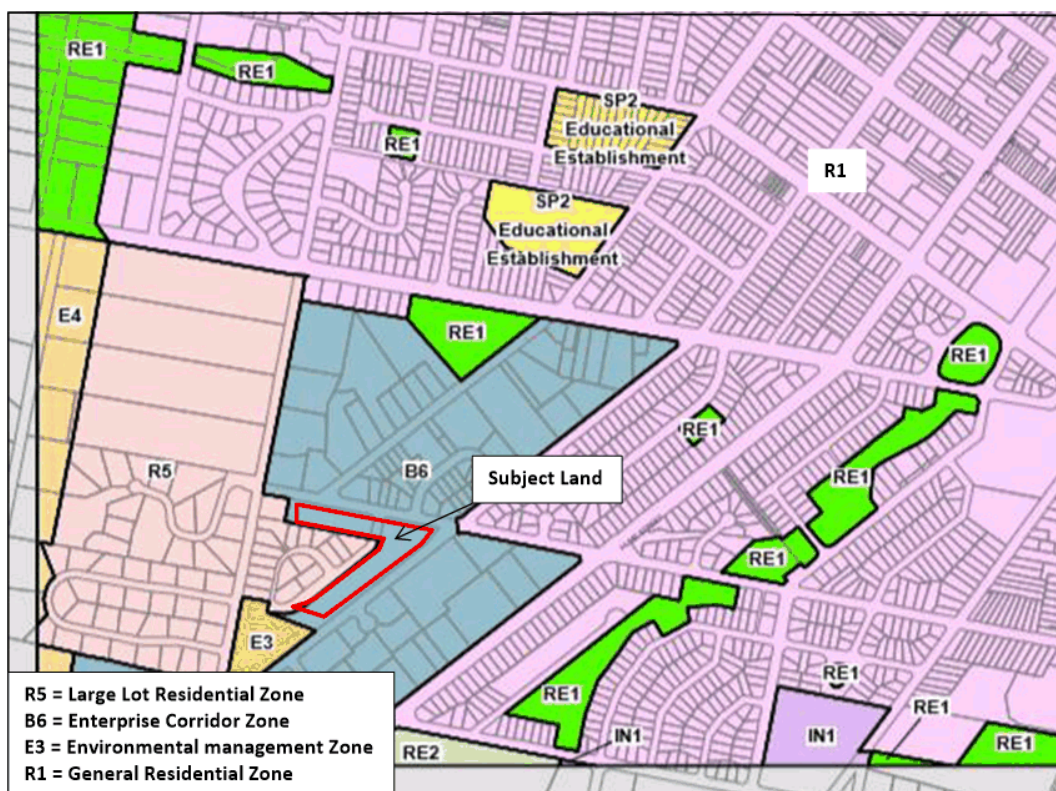 RE1
RE1
SP2
Educational
Establishment
RE1
R1
SP2
Educational
Establishment
E4
RE1
RE1
R5
B6
Subject Land
RE1
RE1
RE1
E3
RE1
RE1
RE1
IN1
IN1
RE1
RE2
R5 = Large Lot Residential Zone
B6 = Enterprise Corridor Zone
E3 = Environmental management Zone
R1 = General Residential Zone